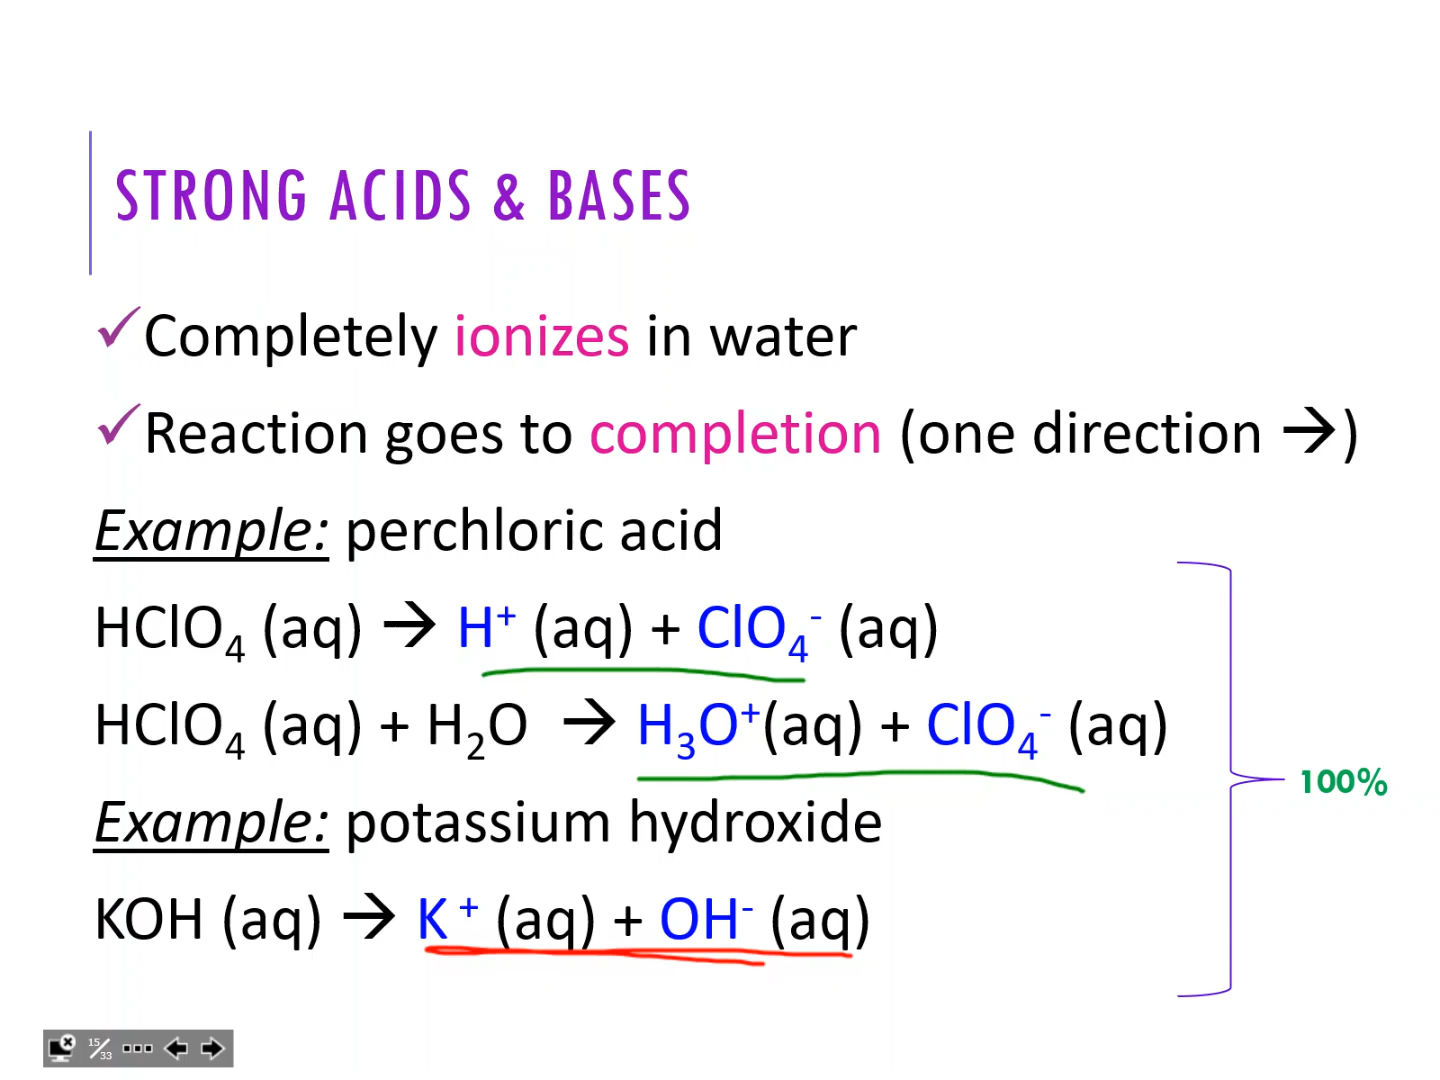 STRONG ACIDS & BASES
✓Completely ionizes in water
✓Reaction goes to completion (one direction →)
Example: perchloric acid
HClO₄ (aq) → H⁺ (aq) + ClO₄⁻ (aq)
HClO₄ (aq) + H₂O → H₃O⁺(aq) + ClO₄⁻ (aq)
100%
Example: potassium hydroxide
KOH (aq) → K⁺ (aq) + OH⁻ (aq)
15/33